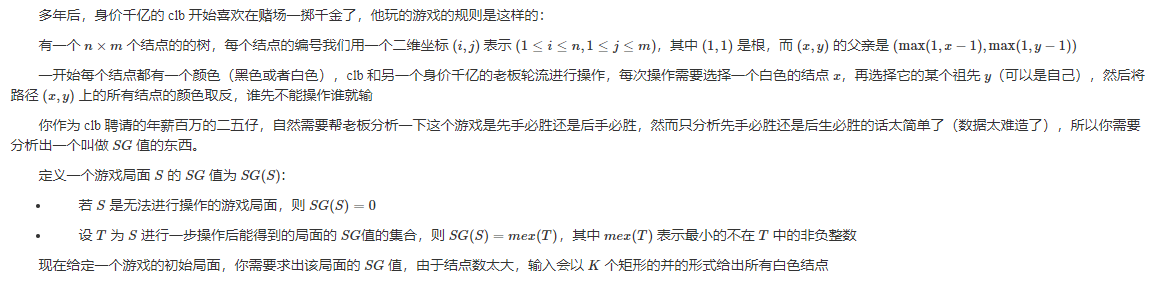 多年后，身价千亿的 clb 开始喜欢在赌场一掷千金了，他玩的游戏的规则是这样的：
有一个 n × m 个结点的的树，每个结点的编号我们用一个二维坐标 (i, j) 表示 (1 ≤ i ≤ n, 1 ≤ j ≤ m)，其中 (1, 1) 是根，而 (x, y) 的父亲是 (max(1, x − 1), max(1, y − 1))
一开始每个结点都有一个颜色（黑色或者白色），clb 和另一个身价千亿的老板轮流进行操作，每次操作需要选择一个白色的结点 x，再选择它的某个祖先 y（可以是自己），然后将
路径 (x, y) 上的所有结点的颜色取反，谁先不能操作谁就输
你作为 clb 聘请的年薪百万的二五仔，自然需要帮老板分析一下这个游戏是先手必胜还是后手必胜，然而只分析先手必胜还是后生必胜的话太简单了（数据太难造了），所以你需要
分析出一个叫做 SG 值的东西。
定义一个游戏局面 S 的 SG 值为 SG(S)：
• 若 S 是无法进行操作的游戏局面，则 SG(S) = 0
• 设 T 为 S 进行一步操作后能得到的局面的 SG值的集合，则 SG(S) = mex(T)，其中 mex(T) 表示最小的不在 T 中的非负整数
现在给定一个游戏的初始局面，你需要求出该局面的 SG 值，由于结点数太大，输入会以 K 个矩形的并的形式给出所有白色结点